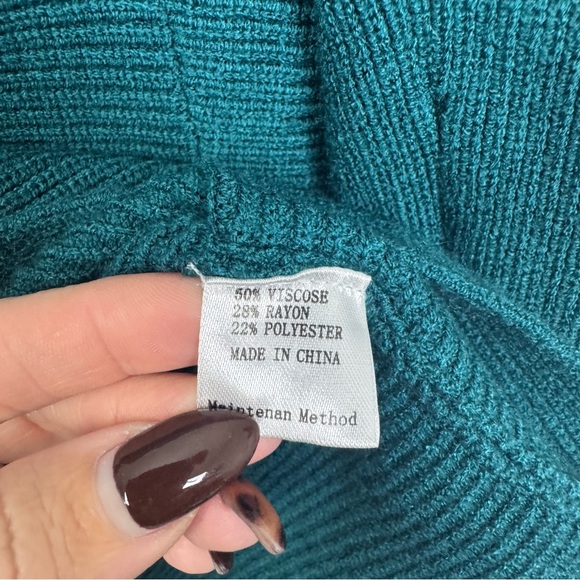 50% VISCOSE
28% RAYON
22% POLYESTER
MADE IN CHINA
Maintenan Method